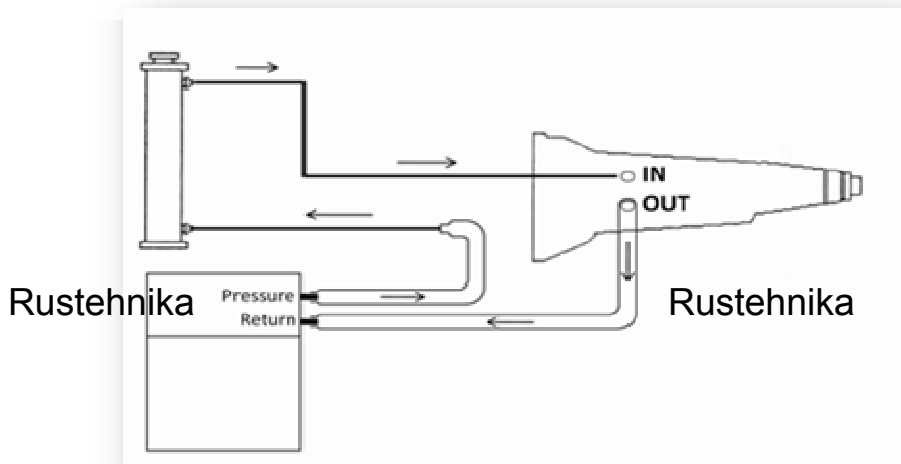 IN
OUT
Rustehnika
Pressure
Return
Rustehnika